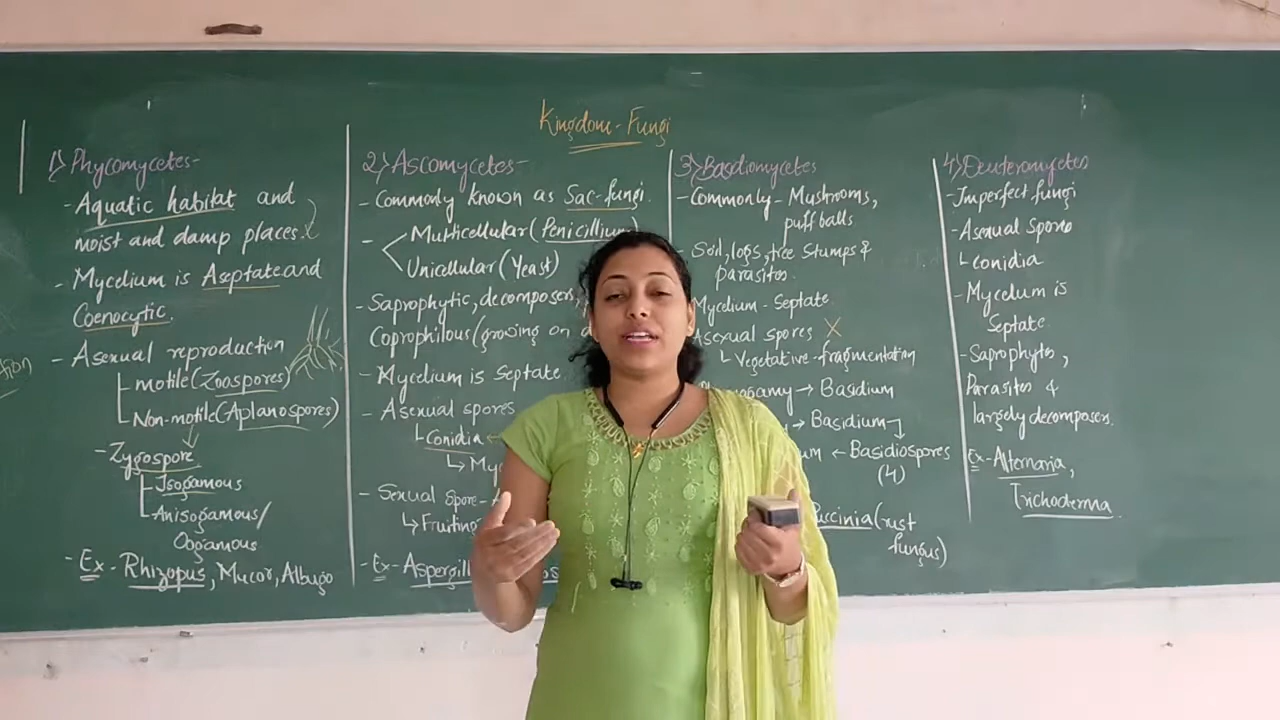 Kingdom-Fungi
1) Phycomycetes-
- Aquatic habitat and
moist and damp places.
- Mycelium is Aseptate and
Coenocytic.
- Asexual reproduction
motile (Zoospores)
Non-motile (Aplanospores)
- Zygospore
Isogamous
Anisogamous/
Oogamous
- Ex - Rhizopus, Mucor, Albugo
2) Ascomycetes-
- Commonly known as Sac-fungi.
- Multicellular (Penicillium)
Unicellular (Yeast)
- Saprophytic, decomposers,
Coprophilous (growing on
- Mycelium is Septate
- Asexual spores
Conidia
- Sexual Spore-
Fruiting
- Ex- Aspergill
3) Basdiomycetes
- Commonly - Mushrooms,
puff balls
- Soil, logs, tree stumps &
parasites.
Mycelium - Septate
Asexual spores X
Vegetative-fragmentation
→ Basidium
→ Basidium
← Basidiospores
(4)
Puccinia (rust
fungus)
4) Deuteromycetes
- Imperfect fungi
- Asexual Spore
Conidia
- Mycelum is
Septate.
- Saprophytes,
Parasites &
largely decomposers.
Ex- Alternaria,
Trichoderma
tion